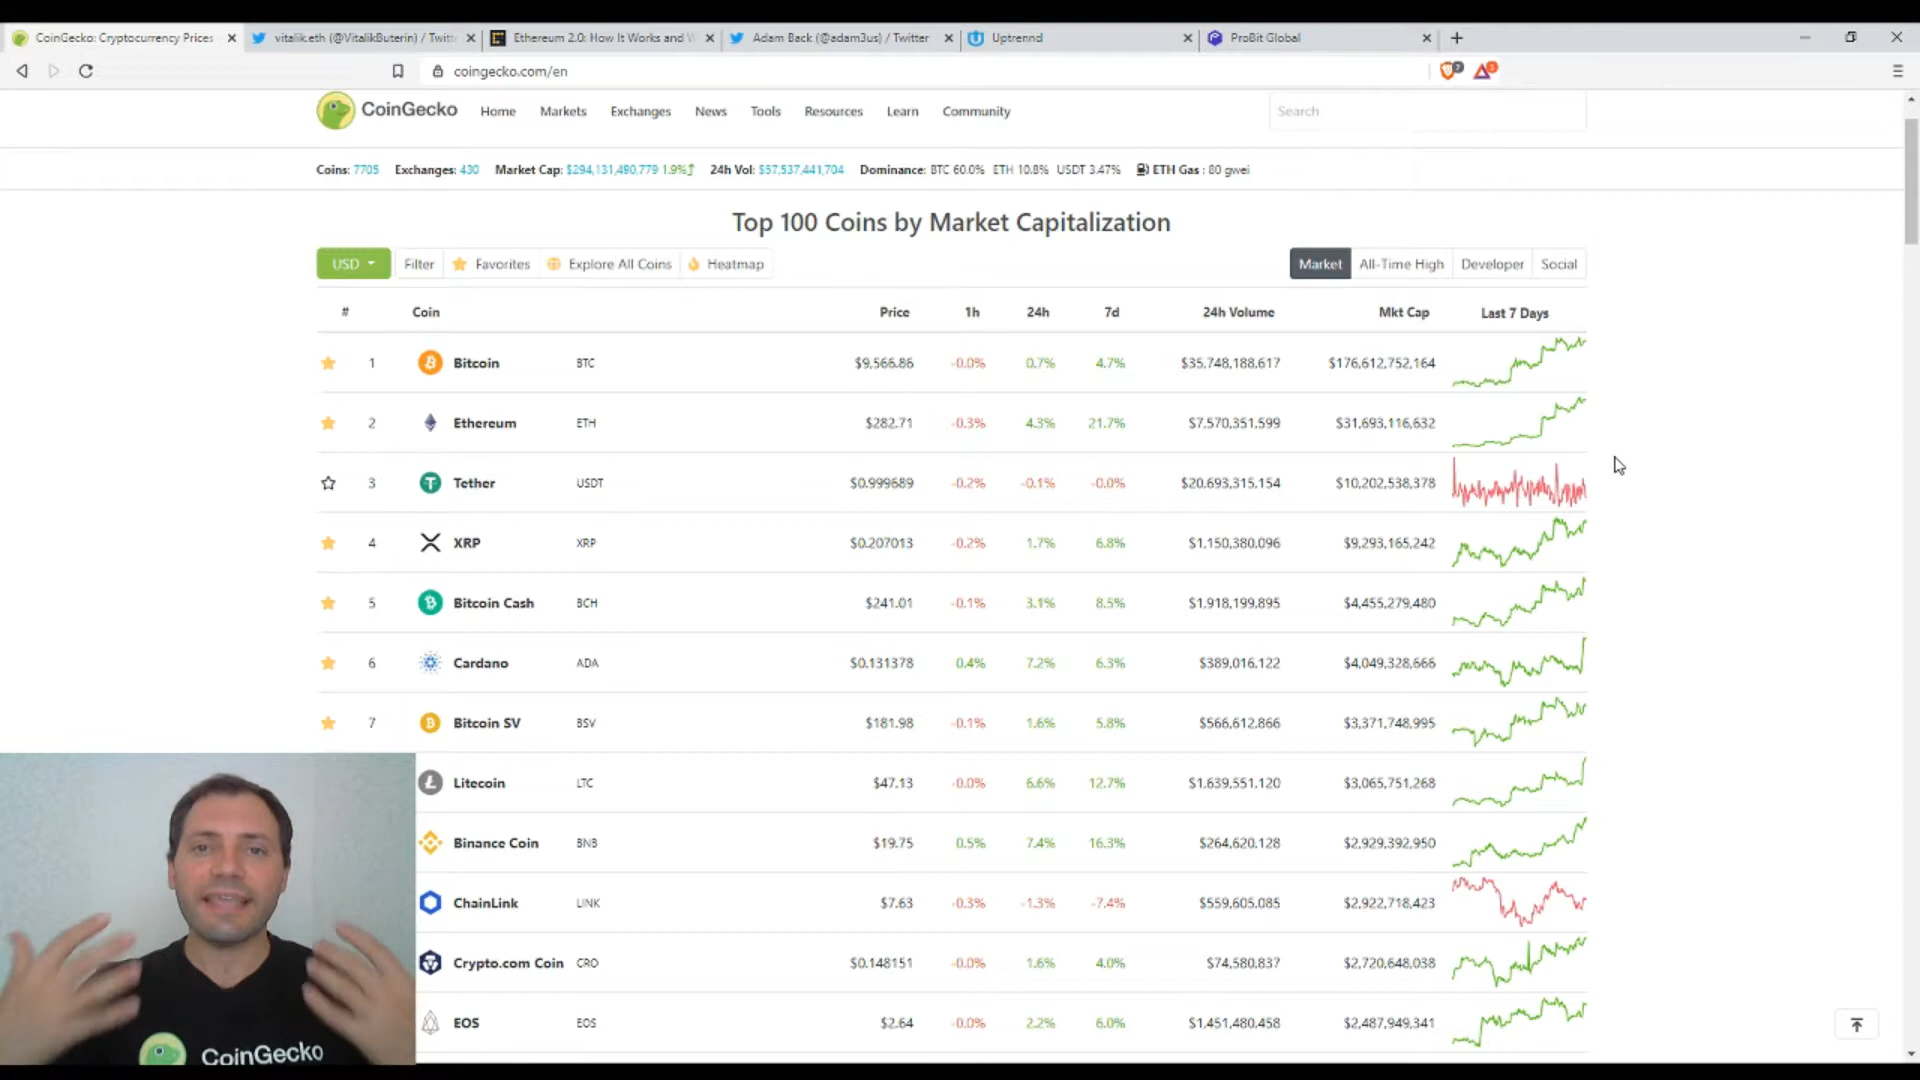 CoinGecko: Cryptocurrency Prices
vitalik.eth (@VitalikButerin) / Twitt
Ethereum 2.0: How It Works and W
Adam Back (@adam3us) / Twitter
Uptrennd
ProBit Global
coingecko.com/en
CoinGecko Home Markets Exchanges News Tools Resources Learn Community Search
Coins: 7705 Exchanges: 430 Market Cap: $294,131,490,779 1.9% 24h Vol: $57,537,441,704 Dominance: BTC 60.0% ETH 10.8% USDT 3.47% ETH Gas : 80 gwei
Top 100 Coins by Market Capitalization
USD Filter Favorites Explore All Coins Heatmap Market All-Time High Developer Social
# Coin Price 1h 24h 7d 24h Volume Mkt Cap Last 7 Days
1 Bitcoin BTC $9,566.86 -0.0% 0.7% 4.7% $35,748,188,617 $176,612,752,164
2 Ethereum ETH $282.71 -0.3% 4.3% 21.7% $7,570,351,599 $31,693,116,632
3 Tether USDT $0.999689 -0.2% -0.1% -0.0% $20,693,315,154 $10,202,538,378
4 XRP XRP $0.207013 -0.2% 1.7% 6.8% $1,150,380,096 $9,293,165,242
5 Bitcoin Cash BCH $241.01 -0.1% 3.1% 8.5% $1,918,199,895 $4,455,279,480
6 Cardano ADA $0.131378 0.4% 7.2% 6.3% $389,016,122 $4,049,328,666
7 Bitcoin SV BSV $181.98 -0.1% 1.6% 5.8% $566,612,866 $3,371,748,995
Litecoin LTC $47.13 -0.0% 6.6% 12.7% $1,639,551,120 $3,065,751,268
Binance Coin BNB $19.75 0.5% 7.4% 16.3% $264,620,128 $2,929,392,950
ChainLink LINK $7.63 -0.3% -1.3% -7.4% $559,605,085 $2,922,718,423
Crypto.com Coin CRO $0.148151 -0.0% 1.6% 4.0% $74,580,837 $2,720,648,038
EOS EOS $2.64 -0.0% 2.2% 6.0% $1,451,480,458 $2,487,949,341
CoinGecko